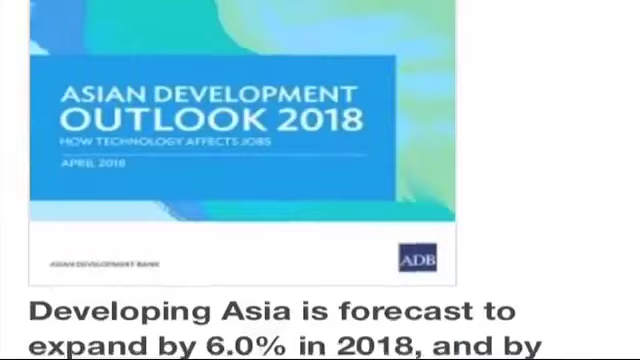 ASIAN DEVELOPMENT
OUTLOOK 2018
HOW TECHNOLOGY AFFECTS JOBS
APRIL 2018
ASIAN DEVELOPMENT BANK
ADB
Developing Asia is forecast to
expand by 6.0% in 2018, and by